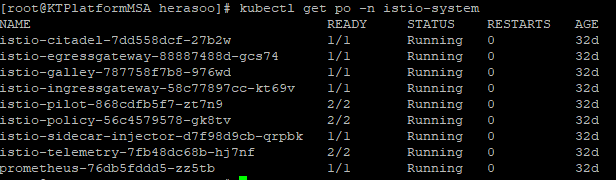 [root@KTPlatformMSA herasoo]# kubectl get po -n istio-system
NAME READY STATUS RESTARTS AGE
istio-citadel-7dd558dcf-27b2w 1/1 Running 0 32d
istio-egressgateway-88887488d-gcs74 1/1 Running 0 32d
istio-galley-787758f7b8-976wd 1/1 Running 0 32d
istio-ingressgateway-58c77897cc-kt69v 1/1 Running 0 32d
istio-pilot-868cdfb5f7-zt7n9 2/2 Running 0 32d
istio-policy-56c4579578-gk8tv 2/2 Running 0 32d
istio-sidecar-injector-d7f98d9cb-qrpbk 1/1 Running 0 32d
istio-telemetry-7fb48dc68b-hj7nf 2/2 Running 0 32d
prometheus-76db5fddd5-zz5tb 1/1 Running 0 32d